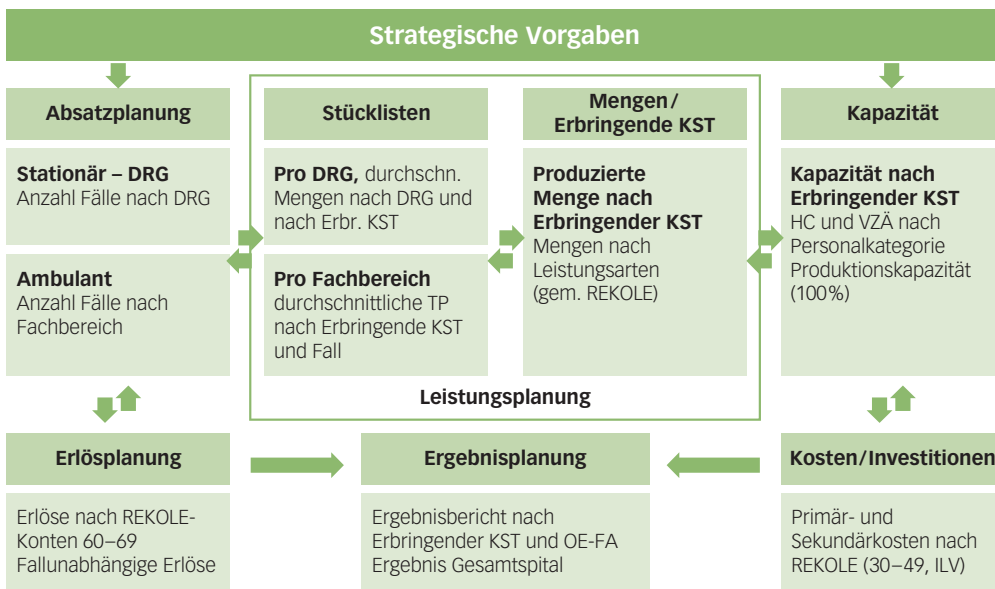 Strategische Vorgaben
Absatzplanung
Stationär – DRG
Anzahl Fälle nach DRG
Ambulant
Anzahl Fälle nach
Fachbereich
Stücklisten
Pro DRG, durchschn.
Mengen nach DRG und
nach Erbr. KST
Pro Fachbereich
durchschnittliche TP
nach Erbringende KST
und Fall
Mengen/
Erbringende KST
Produzierte
Menge nach
Erbringender KST
Mengen nach
Leistungsarten
(gem. REKOLE)
Kapazität
Kapazität nach
Erbringender KST
HC und VZÄ nach
Personalkategorie
Produktionskapazität
(100%)
Leistungsplanung
Erlösplanung
Erlöse nach REKOLE-
Konten 60–69
Fallunabhängige Erlöse
Ergebnisplanung
Ergebnisbericht nach
Erbringender KST und OE-FA
Ergebnis Gesamtspital
Kosten/Investitionen
Primär- und
Sekundärkosten nach
REKOLE (30–49, ILV)